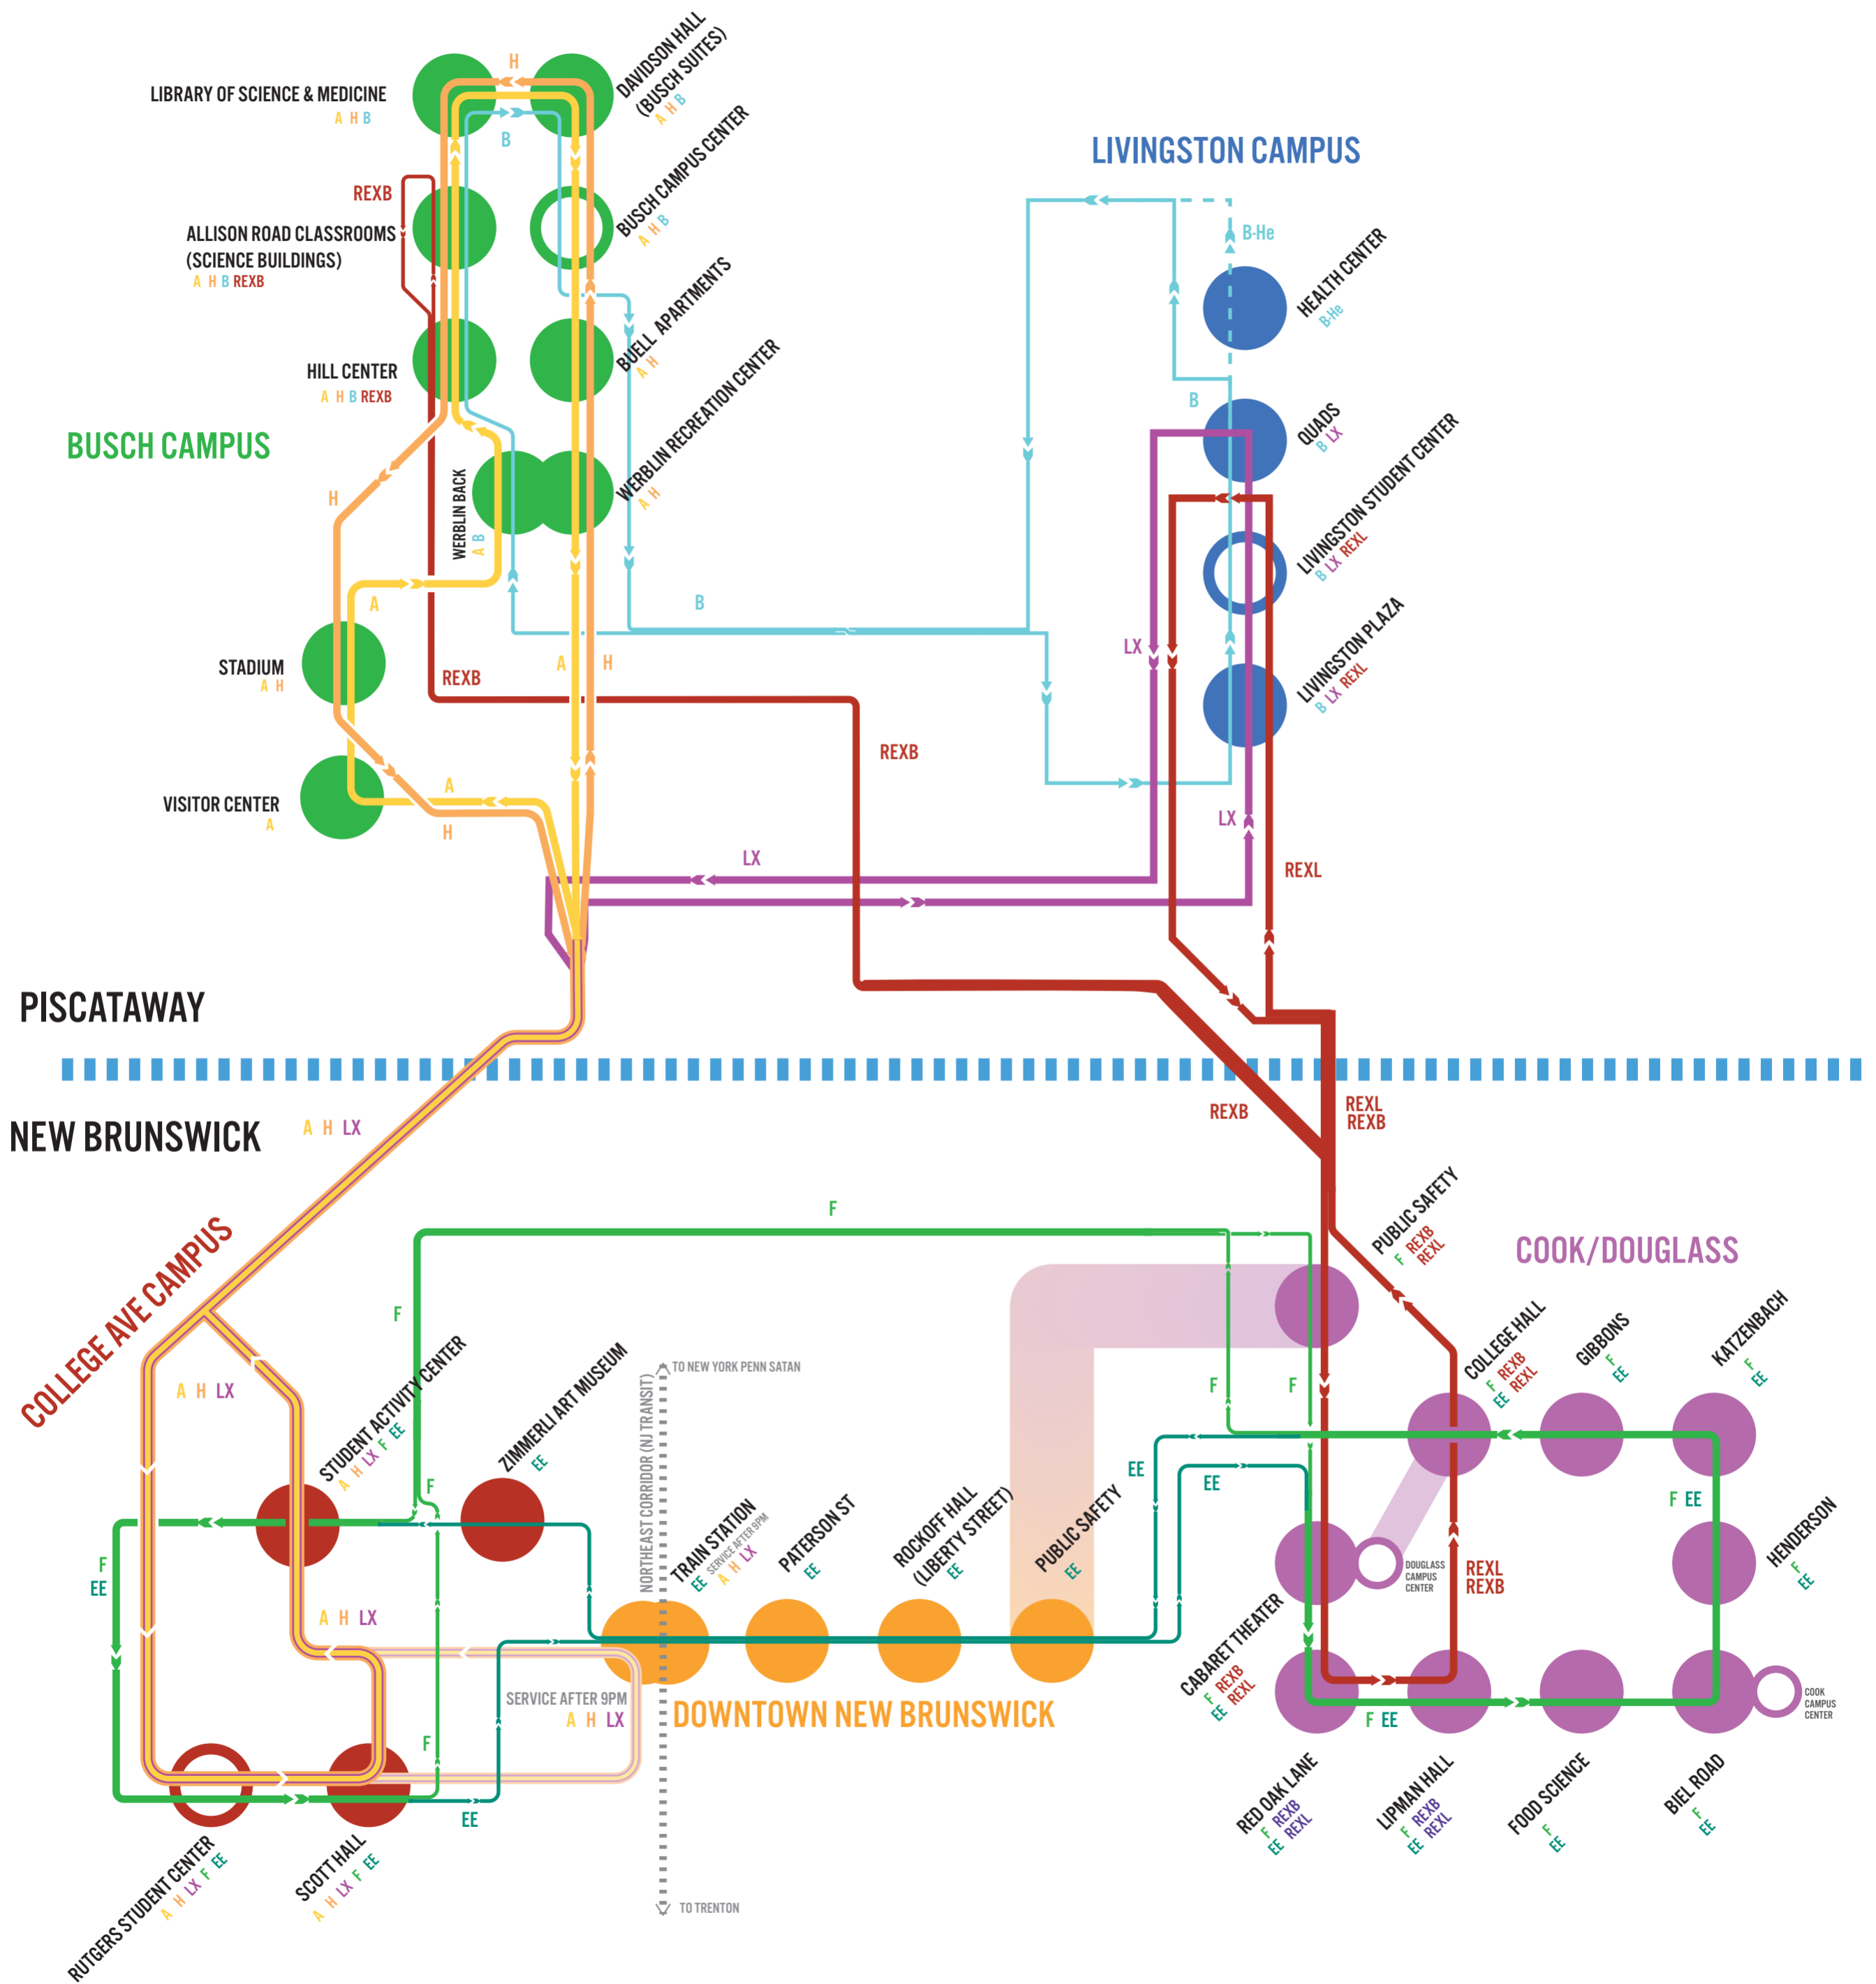 H
DAVIDSON HALL
(BUSCH SUITES)
A H B
LIBRARY OF SCIENCE & MEDICINE
A H B
B
BUSCH CAMPUS CENTER
A H B
LIVINGSTON CAMPUS
REXB
ALLISON ROAD CLASSROOMS
(SCIENCE BUILDINGS)
A H B REXB
B-He
HEALTH CENTER
B-He
BUELL APARTMENTS
A H
HILL CENTER
A H B REXB
B
QUADS
B LX
BUSCH CAMPUS
WERBLIN RECREATION CENTER
A H
H
WERBLIN BACK
A B
LIVINGSTON STUDENT CENTER
B LX REXL
A
B
LX
LIVINGSTON PLAZA
B LX REXL
STADIUM
A H
A
H
REXB
REXB
A
VISITOR CENTER
A
H
LX
LX
REXL
PISCATAWAY
REXB
REXL
REXB
NEW BRUNSWICK
A H LX
F
COLLEGE AVE CAMPUS
PUBLIC SAFETY
F REXB
REXL
COOK/DOUGLASS
F
A H LX
STUDENT ACTIVITY CENTER
A H LX F EE
ZIMMERLI ART MUSEUM
EE
TO NEW YORK PENN SATAN
NORTHEAST CORRIDOR (NJ TRANSIT)
F
F
COLLEGE HALL
F REXB
EE REXL
GIBBONS
F
EE
KATZENBACH
F
EE
F
EE
EE
F EE
TRAIN STATION
EE SERVICE AFTER 9PM
A H LX
PATERSON ST
EE
ROCKOFF HALL
(LIBERTY STREET)
EE
PUBLIC SAFETY
EE
HENDERSON
F
EE
F
EE
DOUGLASS
CAMPUS
CENTER
REXL
REXB
A H LX
CABARET THEATER
F REXB
EE REXL
SERVICE AFTER 9PM
A H LX
DOWNTOWN NEW BRUNSWICK
COOK
CAMPUS
CENTER
F EE
F
EE
RED OAK LANE
F REXB
EE REXL
LIPMAN HALL
F REXB
EE REXL
FOOD SCIENCE
F
EE
BIEL ROAD
F
EE
RUTGERS STUDENT CENTER
A H LX F EE
SCOTT HALL
A H LX F EE
TO TRENTON